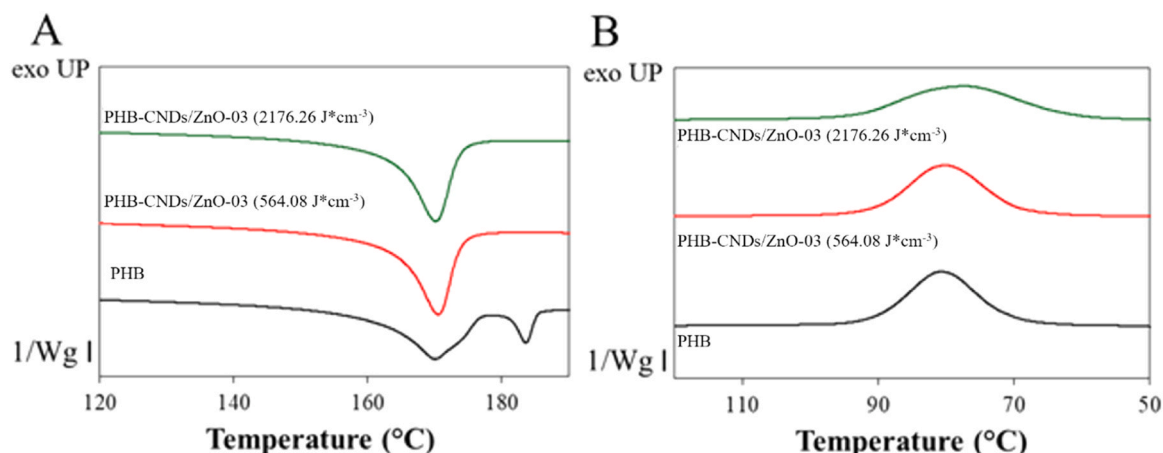 A
exo UP
PHB-CNDs/ZnO-03 (2176.26 J*cm-3)
PHB-CNDs/ZnO-03 (564.08 J*cm-3)
PHB
1/Wg l
120
140
160
180
Temperature (°C)
B
exo UP
PHB-CNDs/ZnO-03 (2176.26 J*cm-3)
PHB-CNDs/ZnO-03 (564.08 J*cm-3)
PHB
1/Wg l
110
90
70
50
Temperature (°C)